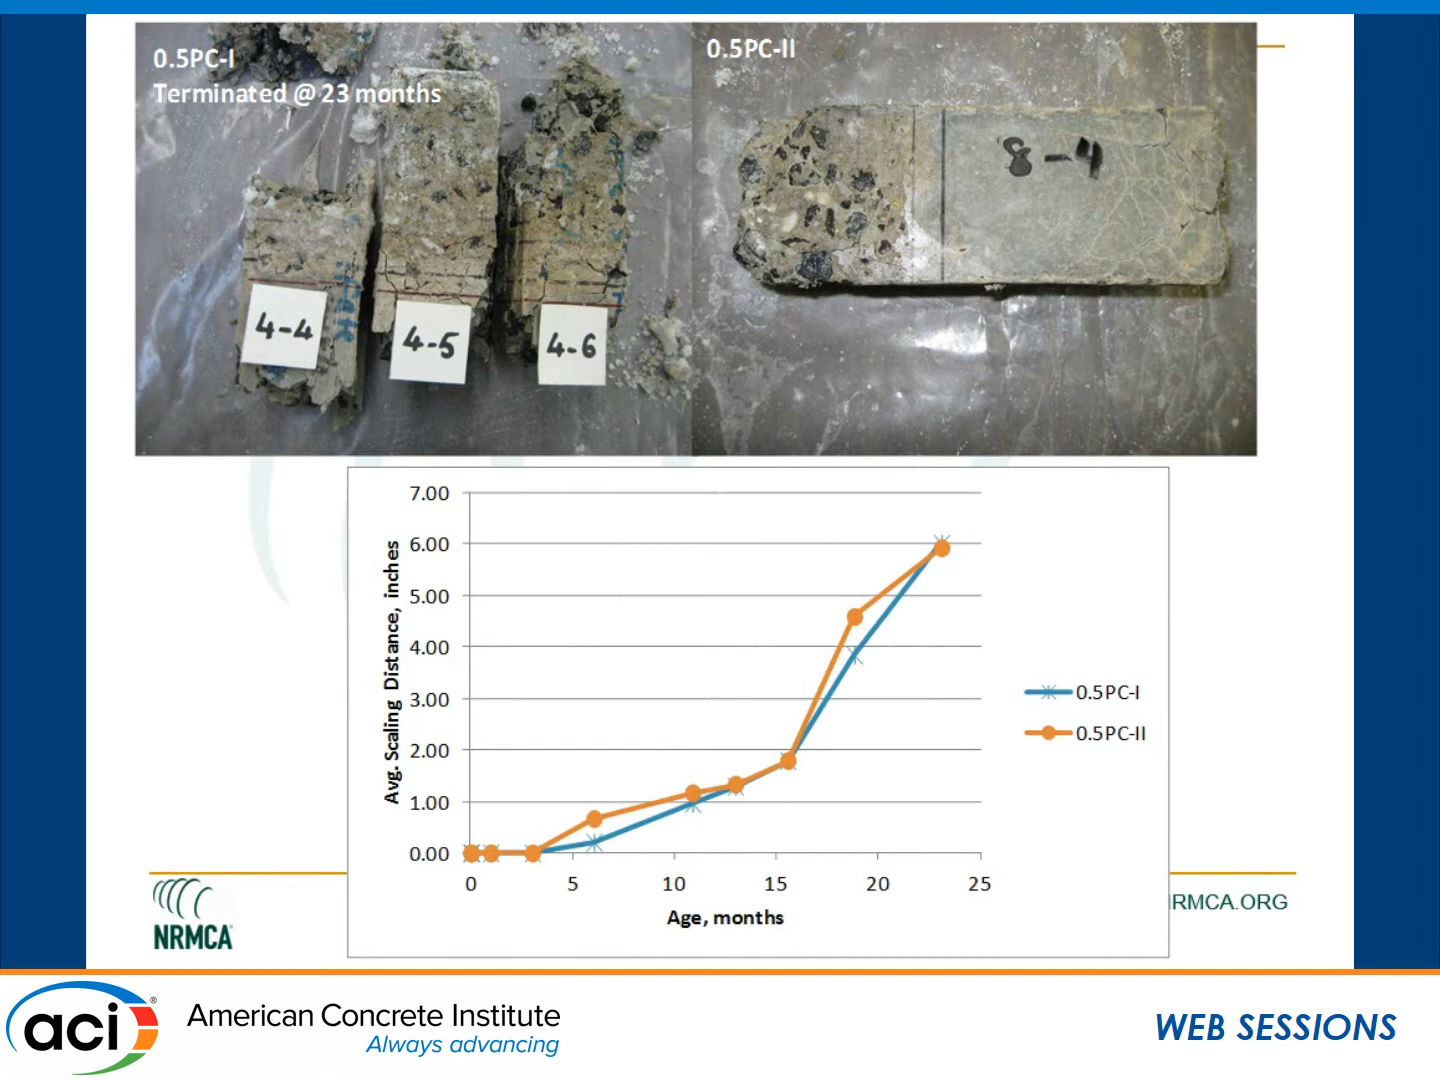 0.5PC-I
Terminated @ 23 months
0.5PC-II
8-4
4-4
4-5
4-6
7.00
6.00
5.00
4.00
3.00
2.00
1.00
0.00
Avg. Scaling Distance, inches
0 5 10 15 20 25
Age, months
0.5PC-I
0.5PC-II
NRMCA
RMCA.ORG
aci®
American Concrete Institute
Always advancing
WEB SESSIONS